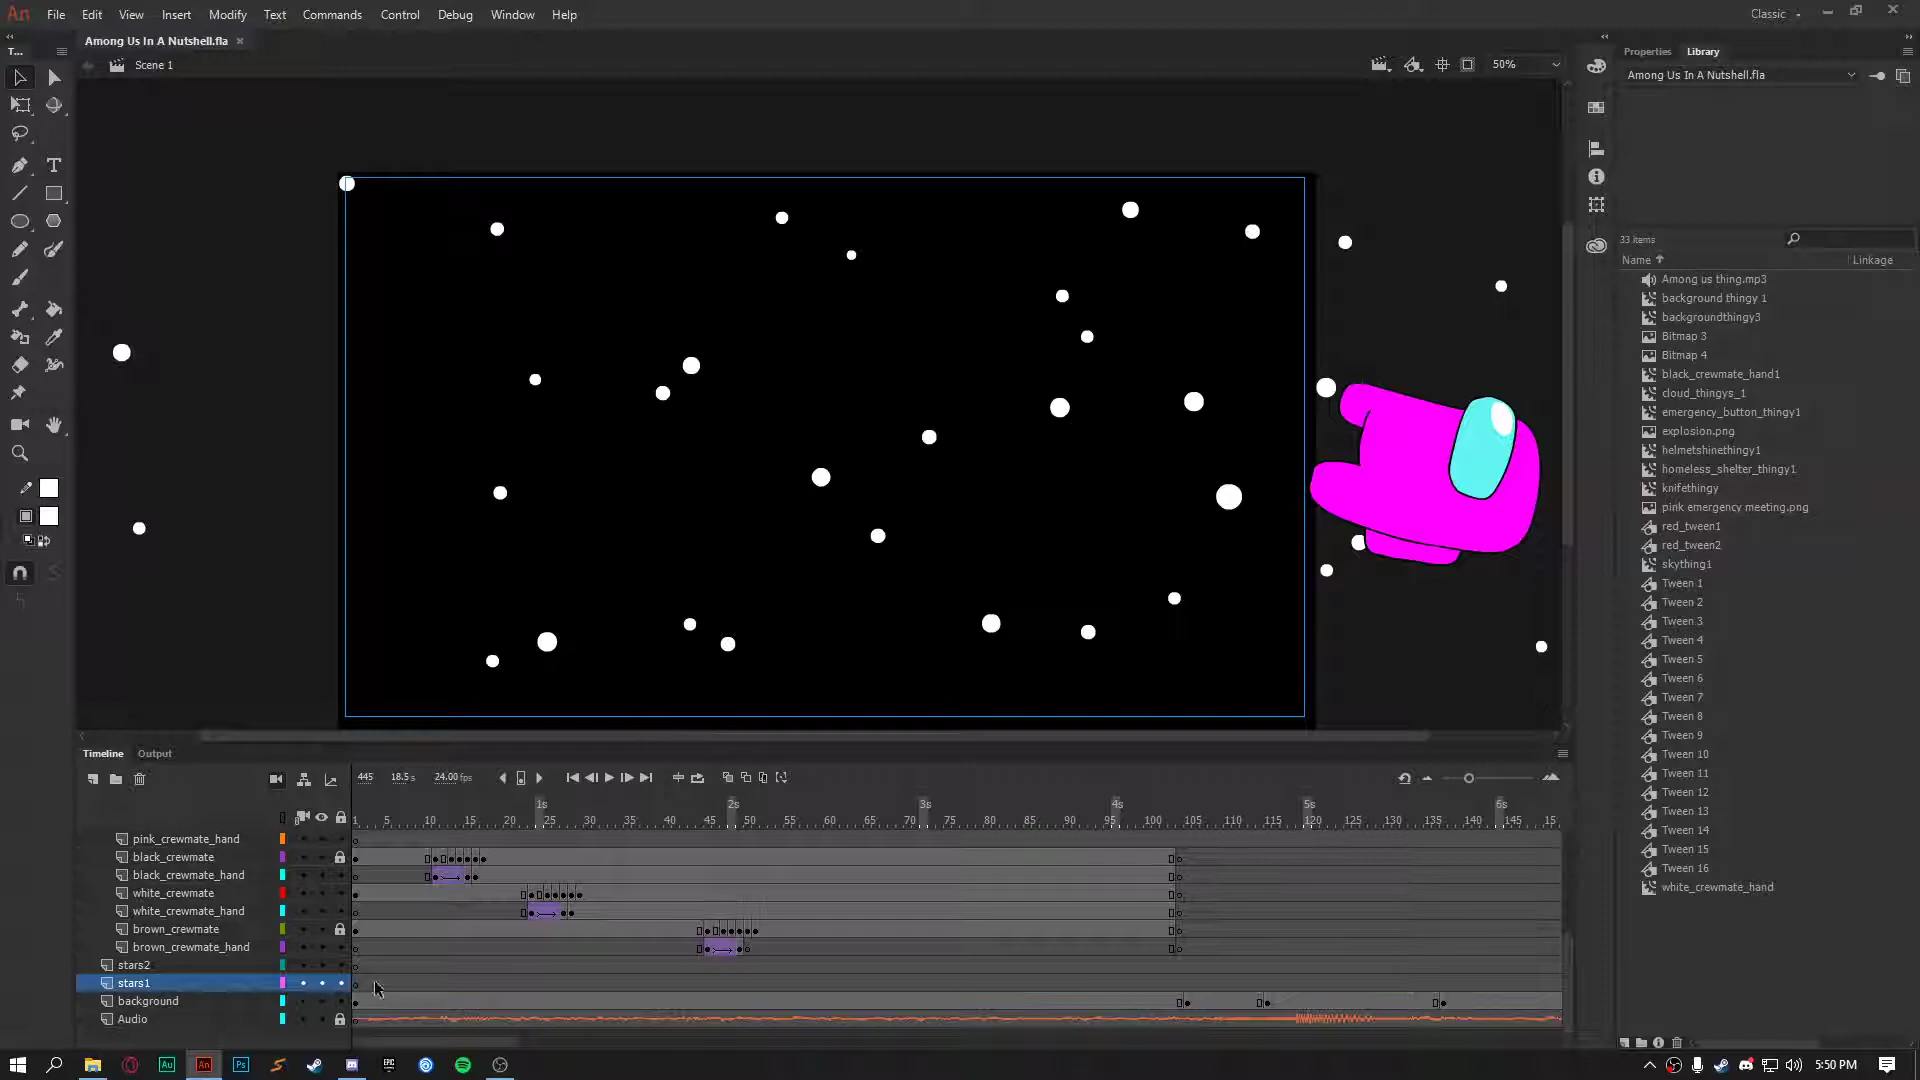 An File Edit View Insert Modify Text Commands Control Debug Window Help Classic
Among Us In A Nutshell.fla
T...
Scene 1
50%
Properties Library
Among Us In A Nutshell.fla
33 items
Name Linkage
Among us thing.mp3
background thingy 1
backgroundthingy3
Bitmap 3
Bitmap 4
black_crewmate_hand1
cloud_thingys_1
emergency_button_thingy1
explosion.png
helmetshinethingy1
homeless_shelter_thingy1
knifethingy
pink emergency meeting.png
red_tween1
red_tween2
skything1
Tween 1
Tween 2
Tween 3
Tween 4
Tween 5
Tween 6
Tween 7
Tween 8
Tween 9
Tween 10
Tween 11
Tween 12
Tween 13
Tween 14
Tween 15
Tween 16
white_crewmate_hand
Timeline Output
445 18.5 s 24.00 fps
1s 2s 3s 4s 5s 6s
1 5 10 15 20 25 30 35 40 45 50 55 60 65 70 75 80 85 90 95 100 105 110 115 120 125 130 135 140 145 15
pink_crewmate_hand
black_crewmate
black_crewmate_hand
white_crewmate
white_crewmate_hand
brown_crewmate
brown_crewmate_hand
stars2
stars1
background
Audio
Au An Ps EPIC 5:50 PM